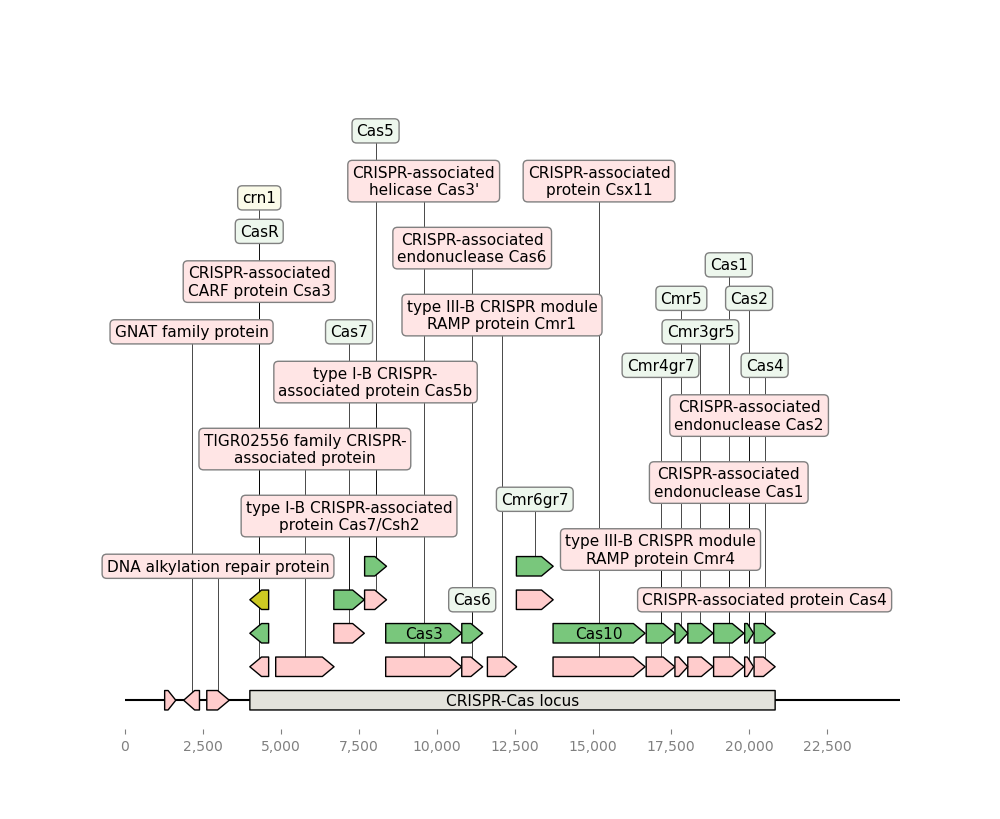 Cas5
CRISPR-associated
helicase Cas3'
CRISPR-associated
protein Csx11
crn1
CasR
CRISPR-associated
endonuclease Cas6
Cas1
CRISPR-associated
CARF protein Csa3
Cmr5
Cas2
type III-B CRISPR module
RAMP protein Cmr1
GNAT family protein
Cas7
Cmr3gr5
Cmr4gr7
Cas4
type I-B CRISPR-
associated protein Cas5b
CRISPR-associated
endonuclease Cas2
TIGR02556 family CRISPR-
associated protein
CRISPR-associated
endonuclease Cas1
Cmr6gr7
type I-B CRISPR-associated
protein Cas7/Csh2
type III-B CRISPR module
RAMP protein Cmr4
DNA alkylation repair protein
Cas6
CRISPR-associated protein Cas4
Cas3
Cas10
CRISPR-Cas locus
0
2,500
5,000
7,500
10,000
12,500
15,000
17,500
20,000
22,500